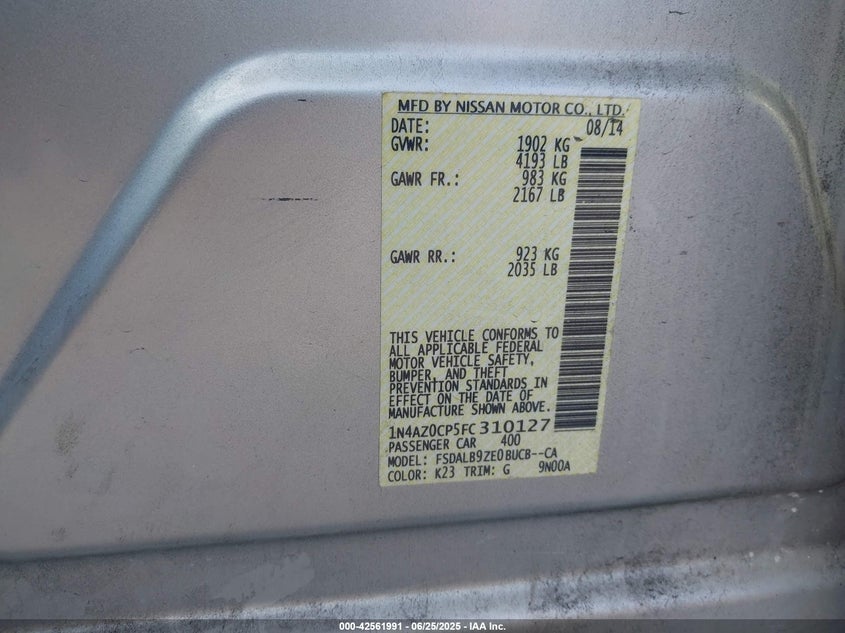 MFD BY NISSAN MOTOR CO., LTD.
DATE: 08/14
GVWR: 1902 KG
4193 LB
GAWR FR.: 983 KG
2167 LB
GAWR RR.: 923 KG
2035 LB
THIS VEHICLE CONFORMS TO
ALL APPLICABLE FEDERAL
MOTOR VEHICLE SAFETY,
BUMPER, AND THEFT
PREVENTION STANDARDS IN
EFFECT ON THE DATE OF
MANUFACTURE SHOWN ABOVE.
1N4AZ0CP5FC310127
PASSENGER CAR 400
MODEL: FSDALB9ZE0BUCB--CA
COLOR: K23 TRIM: G 9N00A
000-42561991 - 06/25/2025 - IAA Inc.